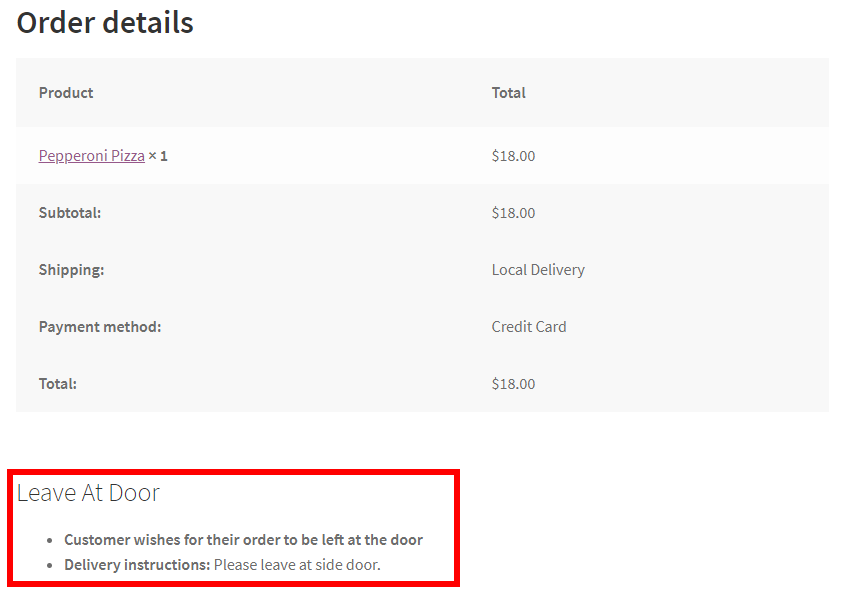 Order details
Product Total
Pepperoni Pizza × 1 $18.00
Subtotal: $18.00
Shipping: Local Delivery
Payment method: Credit Card
Total: $18.00
Leave At Door
• Customer wishes for their order to be left at the door
• Delivery instructions: Please leave at side door.